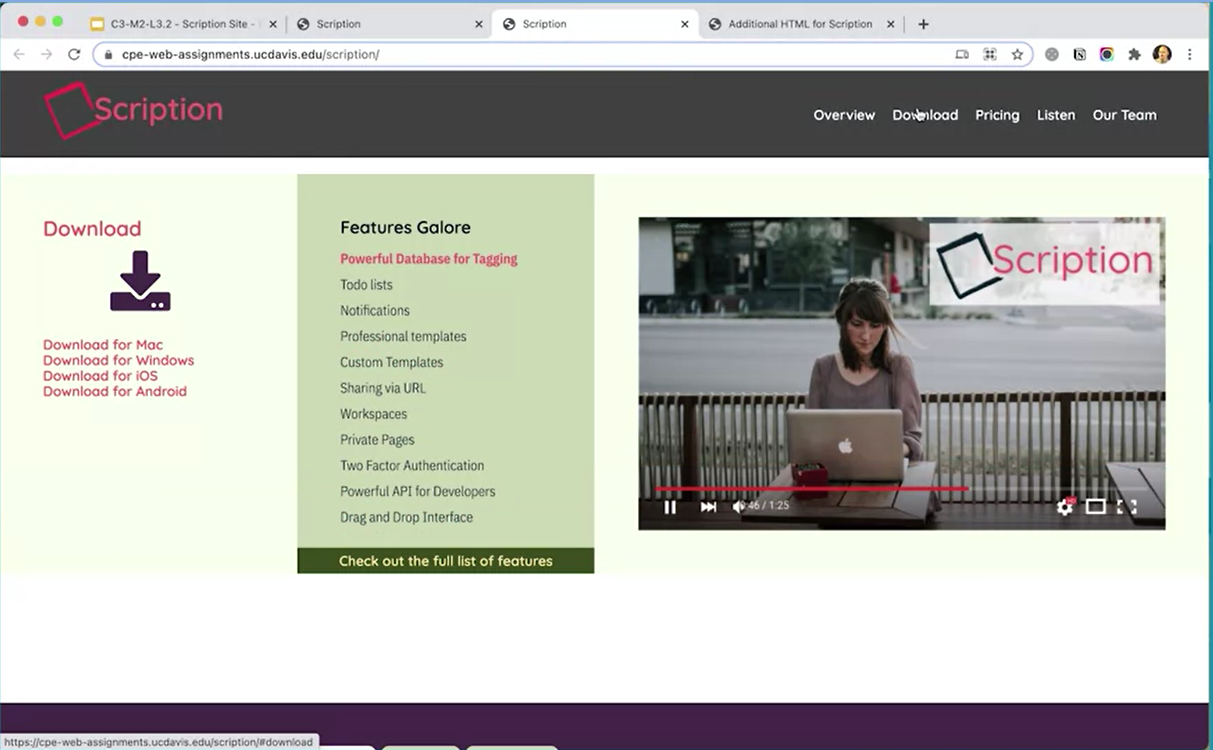 C3-M2-L3.2 - Scription Site -
Scription
Scription
Additional HTML for Scription
cpe-web-assignments.ucdavis.edu/scription/
Scription
Overview
Download
Pricing
Listen
Our Team
Download
Download for Mac
Download for Windows
Download for iOS
Download for Android
Features Galore
Powerful Database for Tagging
Todo lists
Notifications
Professional templates
Custom Templates
Sharing via URL
Workspaces
Private Pages
Two Factor Authentication
Powerful API for Developers
Drag and Drop Interface
Check out the full list of features
Scription
:46 / 1:25
HD
https://cpe-web-assignments.ucdavis.edu/scription/#download